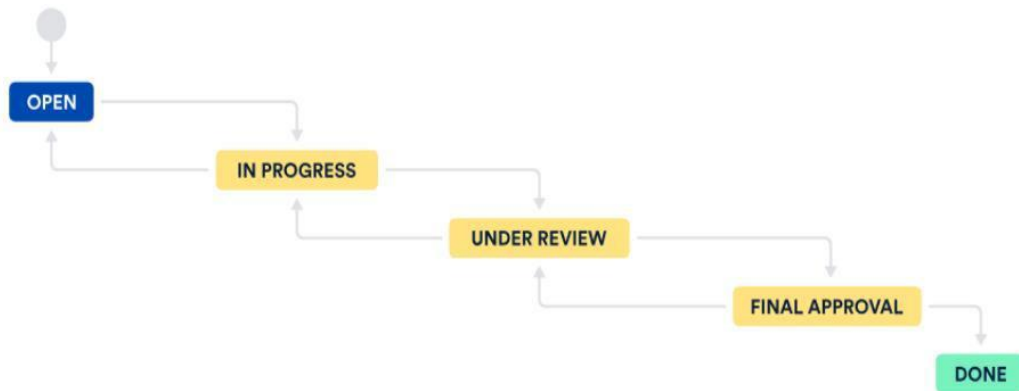 OPEN
IN PROGRESS
UNDER REVIEW
FINAL APPROVAL
DONE